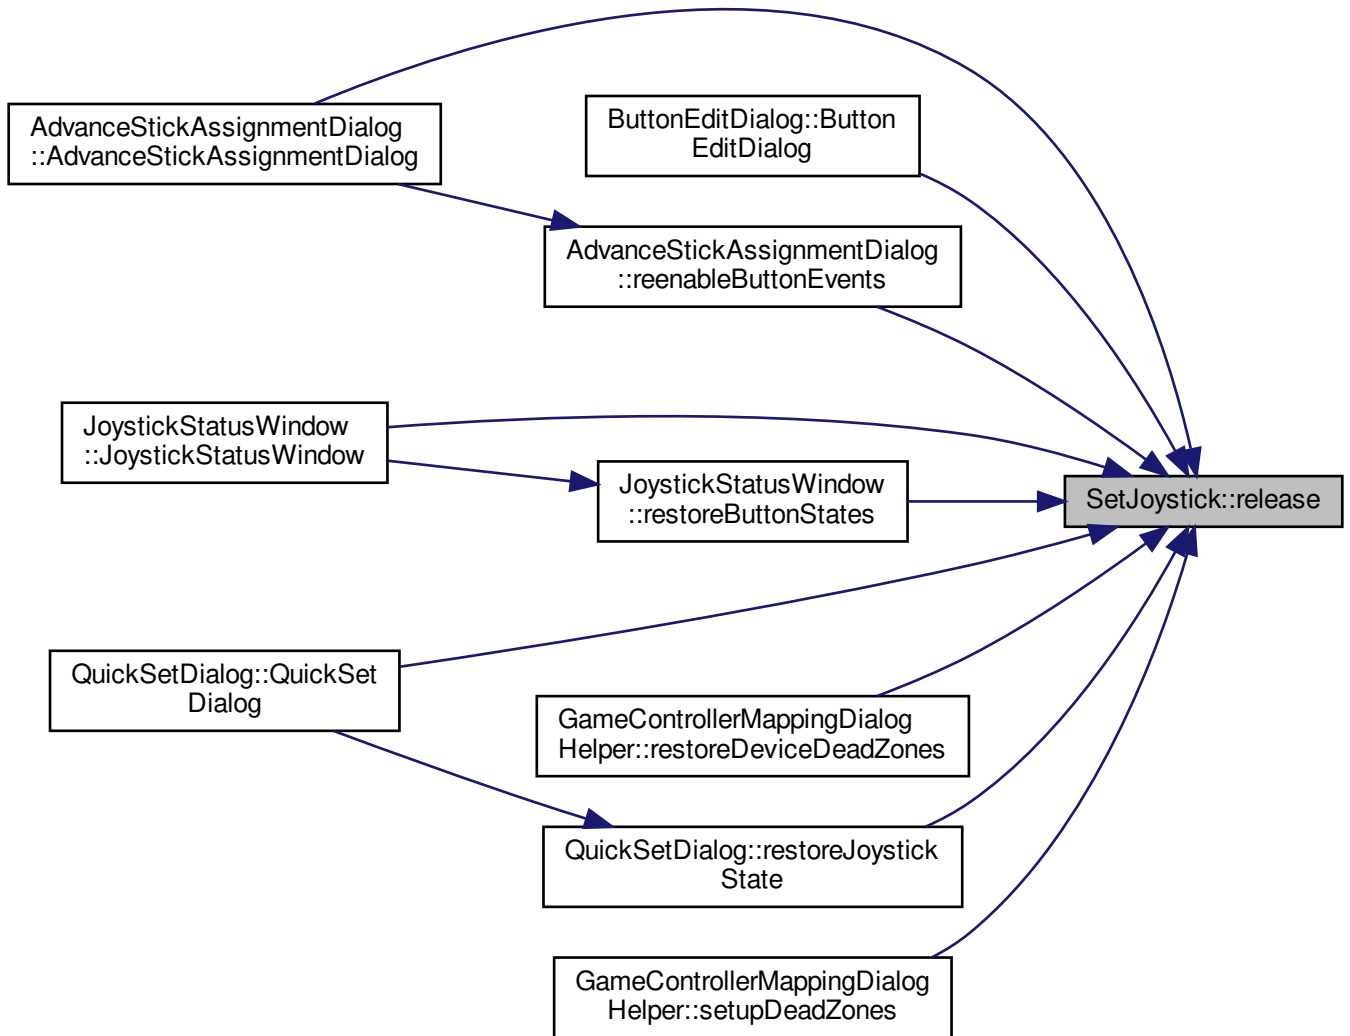 AdvanceStickAssignmentDialog
::AdvanceStickAssignmentDialog
ButtonEditDialog::Button
EditDialog
AdvanceStickAssignmentDialog
::reenableButtonEvents
JoystickStatusWindow
::JoystickStatusWindow
JoystickStatusWindow
::restoreButtonStates
SetJoystick::release
QuickSetDialog::QuickSet
Dialog
GameControllerMappingDialog
Helper::restoreDeviceDeadZones
QuickSetDialog::restoreJoystick
State
GameControllerMappingDialog
Helper::setupDeadZones